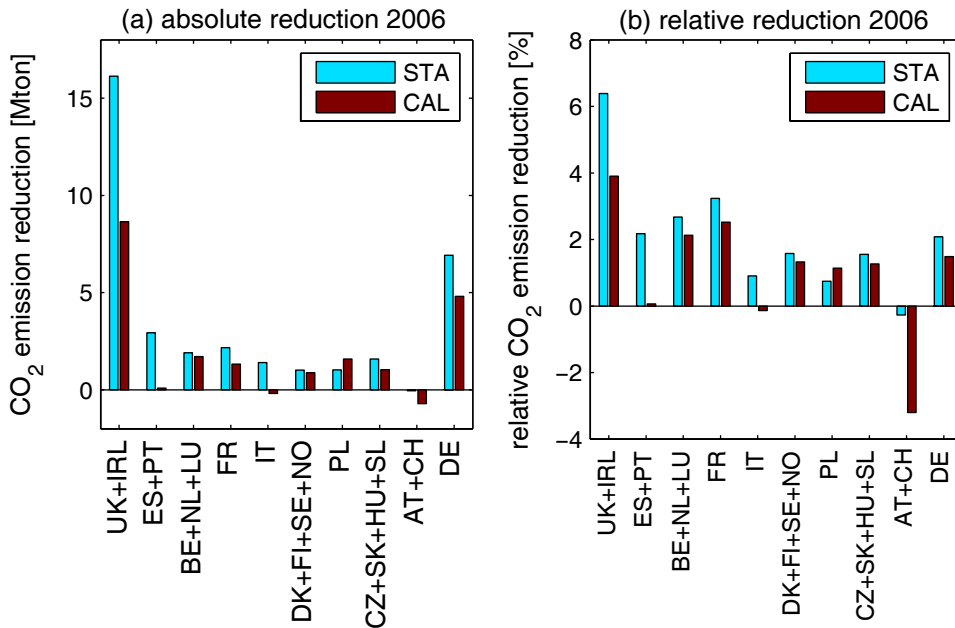 (a) absolute reduction 2006
CO2 emission reduction [Mton]
15
10
5
0
STA
CAL
UK+IRL
ES+PT
BE+NL+LU
FR
IT
DK+FI+SE+NO
PL
CZ+SK+HU+SL
AT+CH
DE
(b) relative reduction 2006
relative CO2 emission reduction [%]
8
6
4
2
0
−2
−4
STA
CAL
UK+IRL
ES+PT
BE+NL+LU
FR
IT
DK+FI+SE+NO
PL
CZ+SK+HU+SL
AT+CH
DE